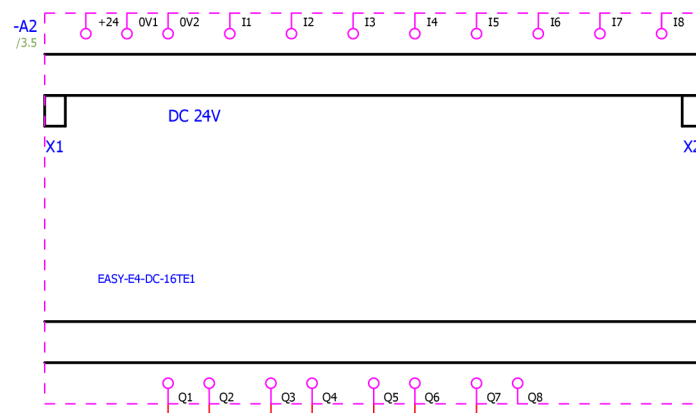 -A2
/3.5
+24 0V1 0V2 I1 I2 I3 I4 I5 I6 I7 I8
DC 24V
X1 X2
EASY-E4-DC-16TE1
Q1 Q2 Q3 Q4 Q5 Q6 Q7 Q8